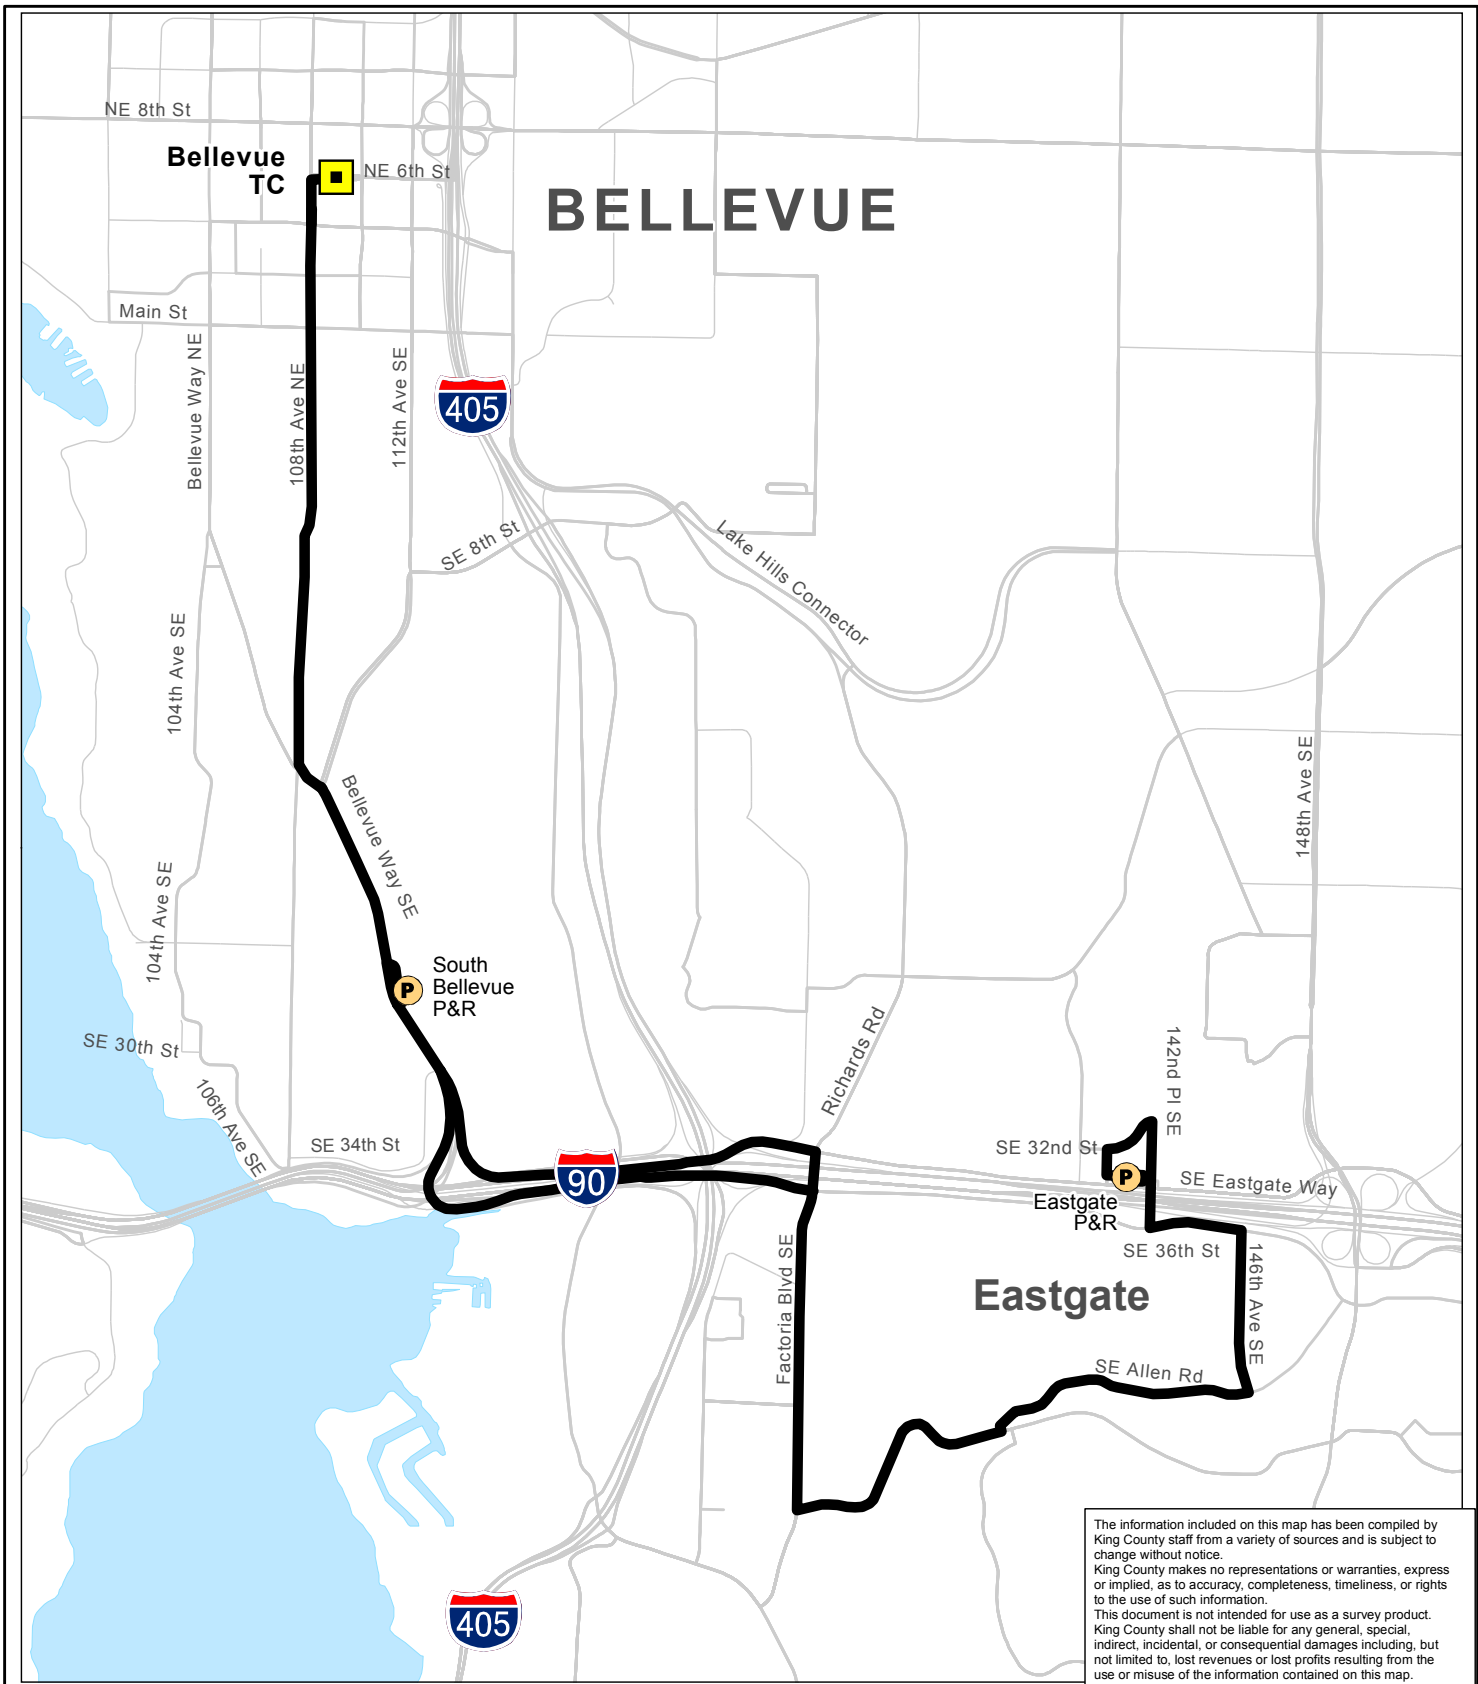 NE 8th St
Bellevue
TC
NE 6th St
BELLEVUE
Main St
Bellevue Way NE
108th Ave NE
112th Ave SE
405
SE 8th St
Lake Hills Connector
104th Ave SE
148th Ave SE
Bellevue Way SE
104th Ave SE
P
South
Bellevue
P&R
Richards Rd
142nd Pl SE
SE 30th St
106th Ave SE
SE 34th St
90
SE 32nd St
P
SE Eastgate Way
Eastgate
P&R
SE 36th St
Factoria Blvd SE
146th Ave SE
Eastgate
SE Allen Rd
405
The information included on this map has been compiled by
King County staff from a variety of sources and is subject to
change without notice.
King County makes no representations or warranties, express
or implied, as to accuracy, completeness, timeliness, or rights
to the use of such information.
This document is not intended for use as a survey product.
King County shall not be liable for any general, special,
indirect, incidental, or consequential damages including, but
not limited to, lost revenues or lost profits resulting from the
use or misuse of the information contained on this map.